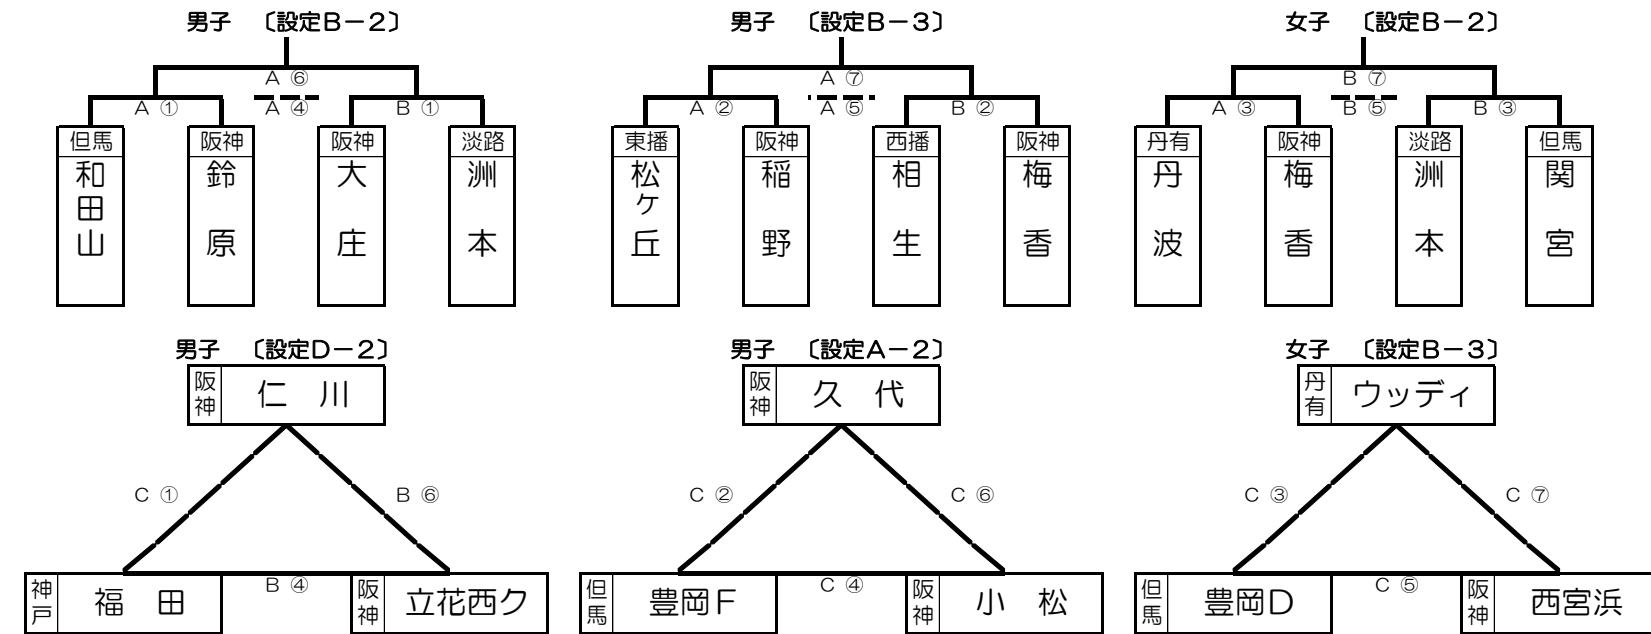 男子 〔設定B－2〕 男子 〔設定B－3〕 女子 〔設定B－2〕
A ⑥ A ⑦ B ⑦
A ① A ④ B ① A ② A ⑤ B ② A ③ B ⑤ B ③
但馬 阪神 阪神 淡路 東播 阪神 西播 阪神 丹有 阪神 淡路 但馬
和田山 鈴原 大庄 洲本 松ケ丘 稲野 相生 梅香 丹波 梅香 洲本 関宮
男子 〔設定D－2〕 男子 〔設定A－2〕 女子 〔設定B－3〕
阪神 仁川 阪神 久代 丹有 ウッディ
C ① B ⑥ C ② C ⑥ C ③ C ⑦
B ④ C ④ C ⑤
神戸 福田 阪神 立花西ク 但馬 豊岡F 阪神 小松 但馬 豊岡D 阪神 西宮浜